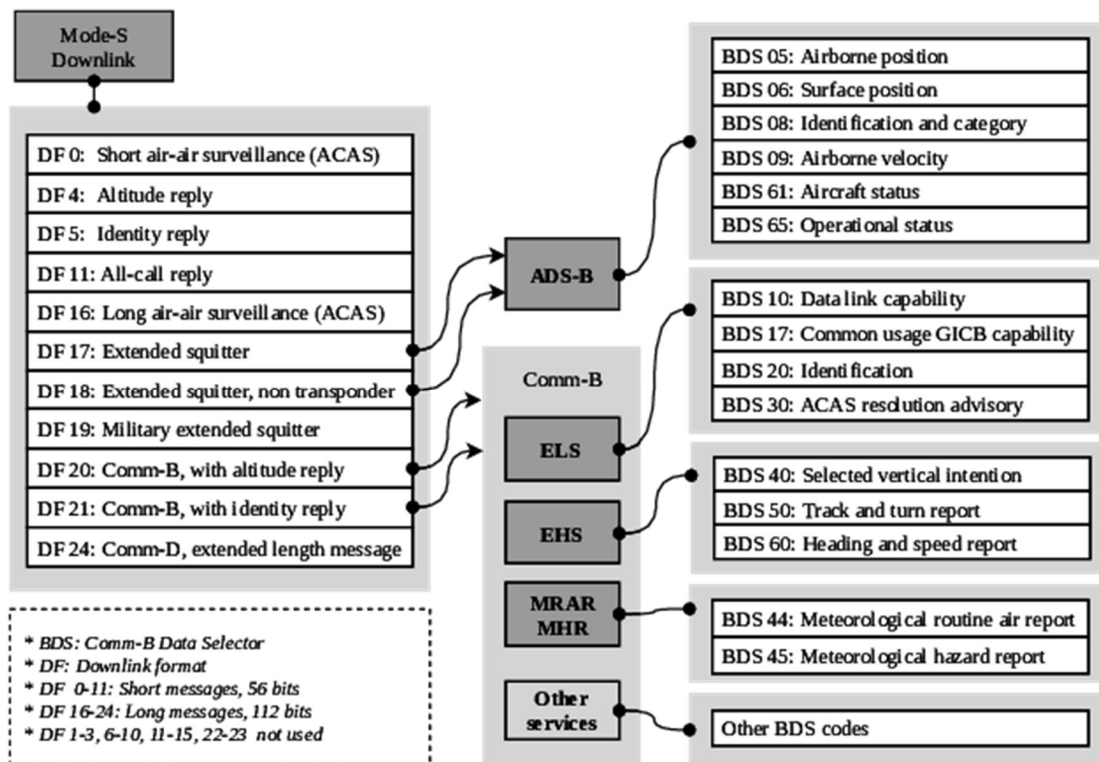 Mode-S
Downlink
DF 0: Short air-air surveillance (ACAS)
DF 4: Altitude reply
DF 5: Identity reply
DF 11: All-call reply
DF 16: Long air-air surveillance (ACAS)
DF 17: Extended squitter
DF 18: Extended squitter, non transponder
DF 19: Military extended squitter
DF 20: Comm-B, with altitude reply
DF 21: Comm-B, with identity reply
DF 24: Comm-D, extended length message
* BDS: Comm-B Data Selector
* DF: Downlink format
* DF 0-11: Short messages, 56 bits
* DF 16-24: Long messages, 112 bits
* DF 1-3, 6-10, 11-15, 22-23 not used
ADS-B
Comm-B
ELS
EHS
MRAR
MHR
Other
services
BDS 05: Airborne position
BDS 06: Surface position
BDS 08: Identification and category
BDS 09: Airborne velocity
BDS 61: Aircraft status
BDS 65: Operational status
BDS 10: Data link capability
BDS 17: Common usage GICB capability
BDS 20: Identification
BDS 30: ACAS resolution advisory
BDS 40: Selected vertical intention
BDS 50: Track and turn report
BDS 60: Heading and speed report
BDS 44: Meteorological routine air report
BDS 45: Meteorological hazard report
Other BDS codes